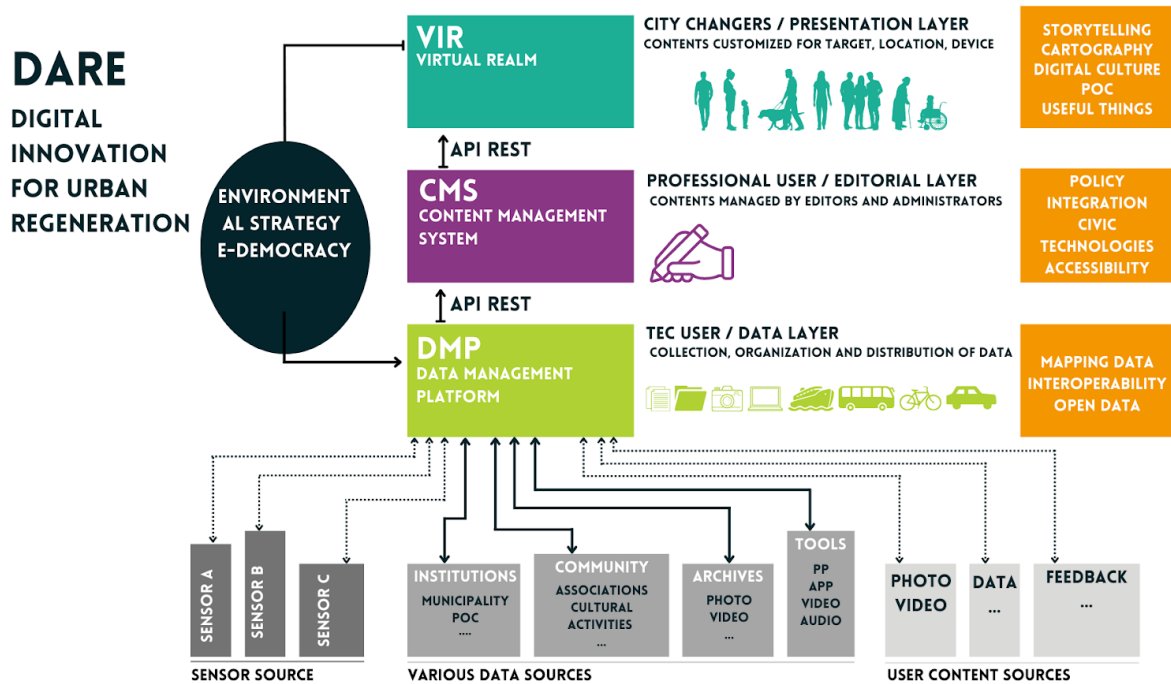 DARE
DIGITAL
INNOVATION
FOR URBAN
REGENERATION
ENVIRONMENT
AL STRATEGY
E-DEMOCRACY
VIR
VIRTUAL REALM
CITY CHANGERS / PRESENTATION LAYER
CONTENTS CUSTOMIZED FOR TARGET, LOCATION, DEVICE
STORYTELLING
CARTOGRAPHY
DIGITAL CULTURE
POC
USEFUL THINGS
API REST
CMS
CONTENT MANAGEMENT
SYSTEM
PROFESSIONAL USER / EDITORIAL LAYER
CONTENTS MANAGED BY EDITORS AND ADMINISTRATORS
POLICY
INTEGRATION
CIVIC
TECHNOLOGIES
ACCESSIBILITY
API REST
DMP
DATA MANAGEMENT
PLATFORM
TEC USER / DATA LAYER
COLLECTION, ORGANIZATION AND DISTRIBUTION OF DATA
MAPPING DATA
INTEROPERABILITY
OPEN DATA
SENSOR A
SENSOR B
SENSOR C
SENSOR SOURCE
INSTITUTIONS
MUNICIPALITY
POC
....
COMMUNITY
ASSOCIATIONS
CULTURAL
ACTIVITIES
...
ARCHIVES
PHOTO
VIDEO
...
TOOLS
PP
APP
VIDEO
AUDIO
VARIOUS DATA SOURCES
PHOTO
VIDEO
DATA
...
FEEDBACK
...
USER CONTENT SOURCES